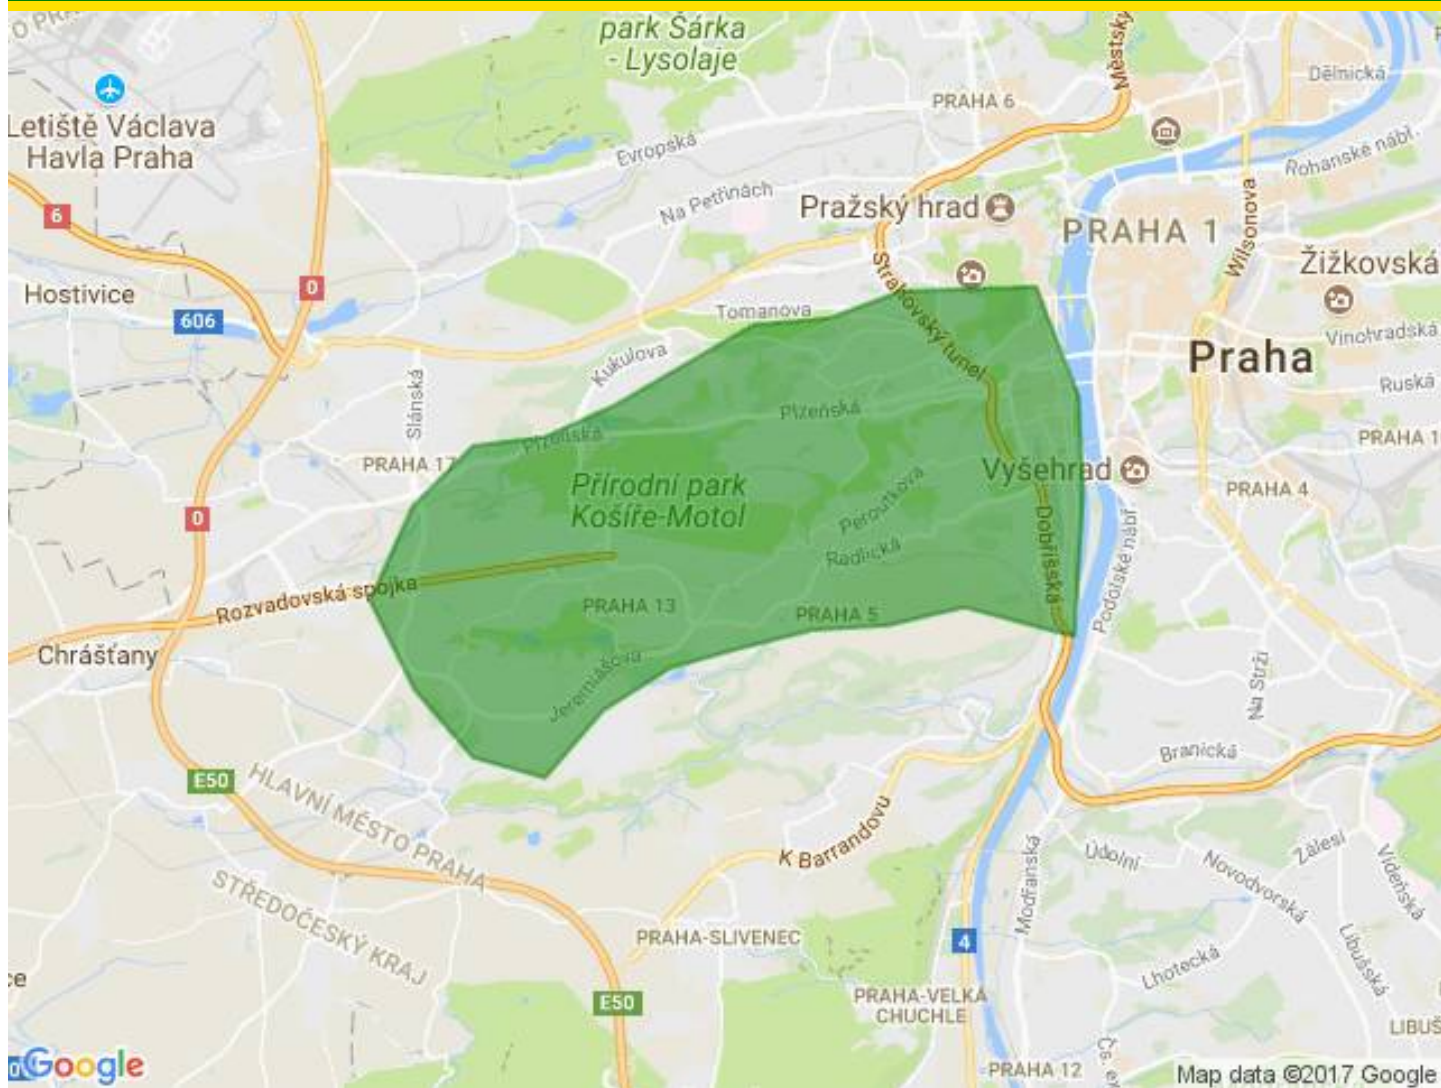 park Šárka
- Lysolaje
Městský
Dělnická
PRAHA 6
Letiště Václava
Havla Praha
Evropská
Rohanské nábř.
Na Petřinách
6
Pražský hrad
PRAHA 1
Wilsonova
Strahovský tunel
Žižkovská
0
Hostivice
606
Tomanova
Vinohradská
Kukulova
Praha
Slánská
Ruská
Plzeňská
Plzeňská
PRAHA 1
PRAHA 17
Vyšehrad
Přírodní park
Košíře-Motol
PRAHA 4
Peroutkova
0
Dobříšská
Podolské nábř
Radlická
Rozvadovská spojka
PRAHA 13
PRAHA 5
Chrášťany
Jeremiášova
Na Strži
Branická
E50
HLAVNÍ MĚSTO PRAHA
K Barrandovu
Údolní
Zálesí
Novodvorská
Vídeňská
STŘEDOČESKÝ KRAJ
Modřanská
PRAHA-SLIVENEC
4
Libušská
Lhotecká
ce
E50
PRAHA-VELKÁ
CHUCHLE
LIBUŠ
Google
PRAHA 12
Map data ©2017 Google